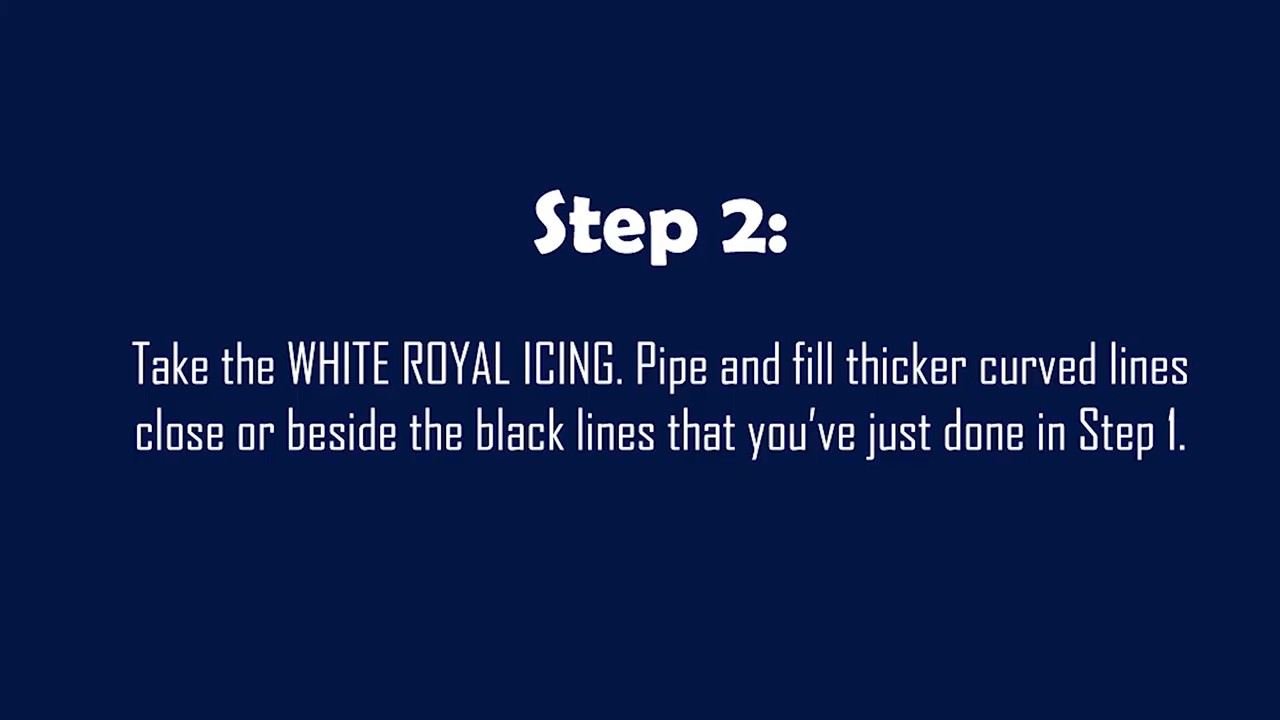 Step 2:
Take the WHITE ROYAL ICING. Pipe and fill thicker curved lines
close or beside the black lines that you've just done in Step 1.